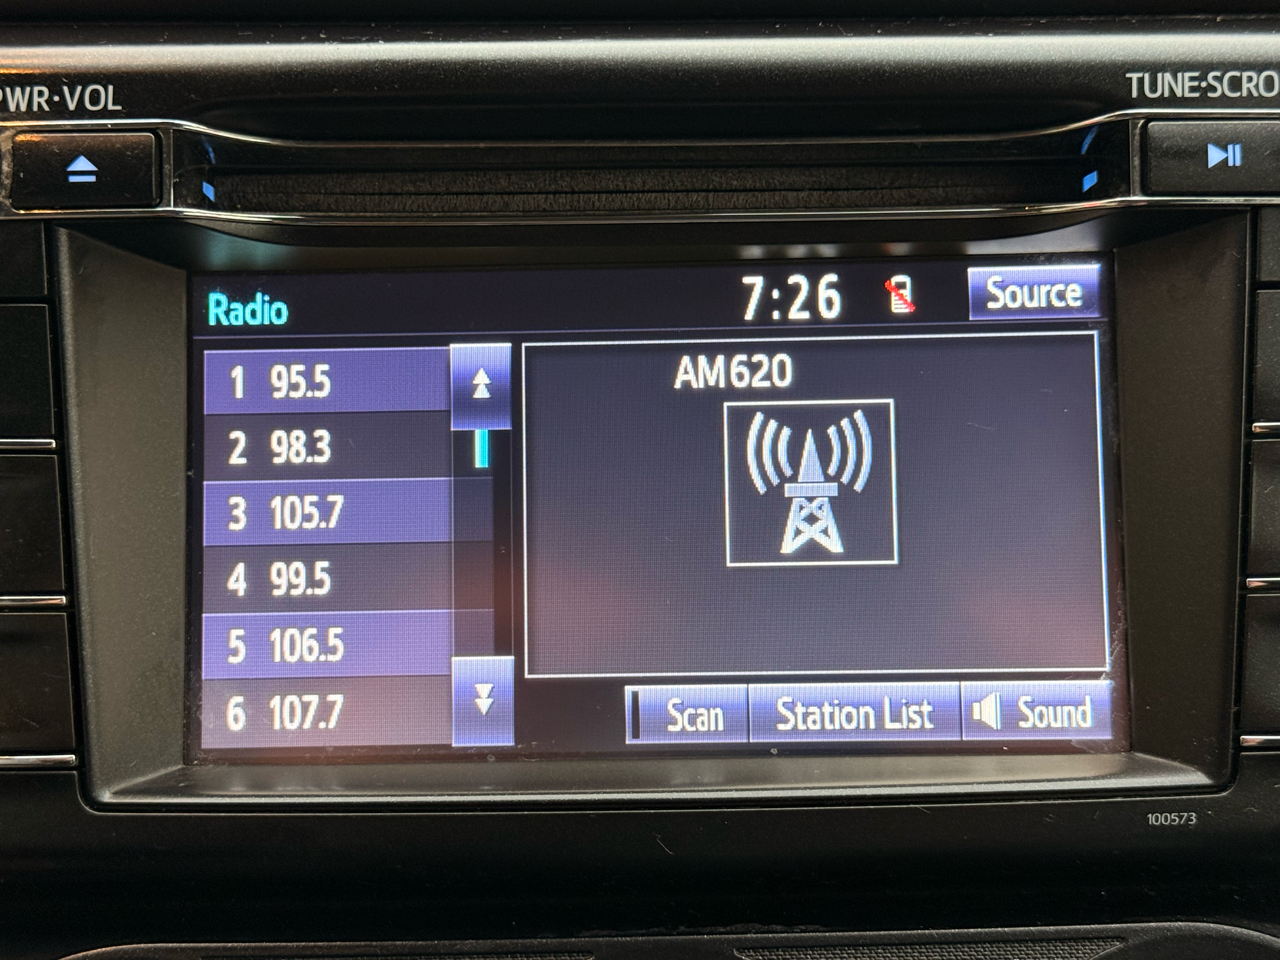 PWR·VOL
TUNE·SCRO
Radio
7:26
Source
1 95.5
2 98.3
3 105.7
4 99.5
5 106.5
6 107.7
AM620
Scan
Station List
Sound
100573